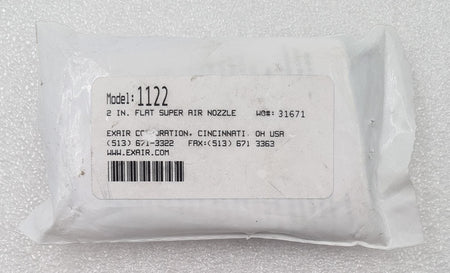 Model: 1122
2 IN. FLAT SUPER AIR NOZZLE WO#: 31671
EXAIR CORPORATION, CINCINNATI, OH USA
(513) 671-3322 FAX:(513) 671 3363
WWW.EXAIR.COM